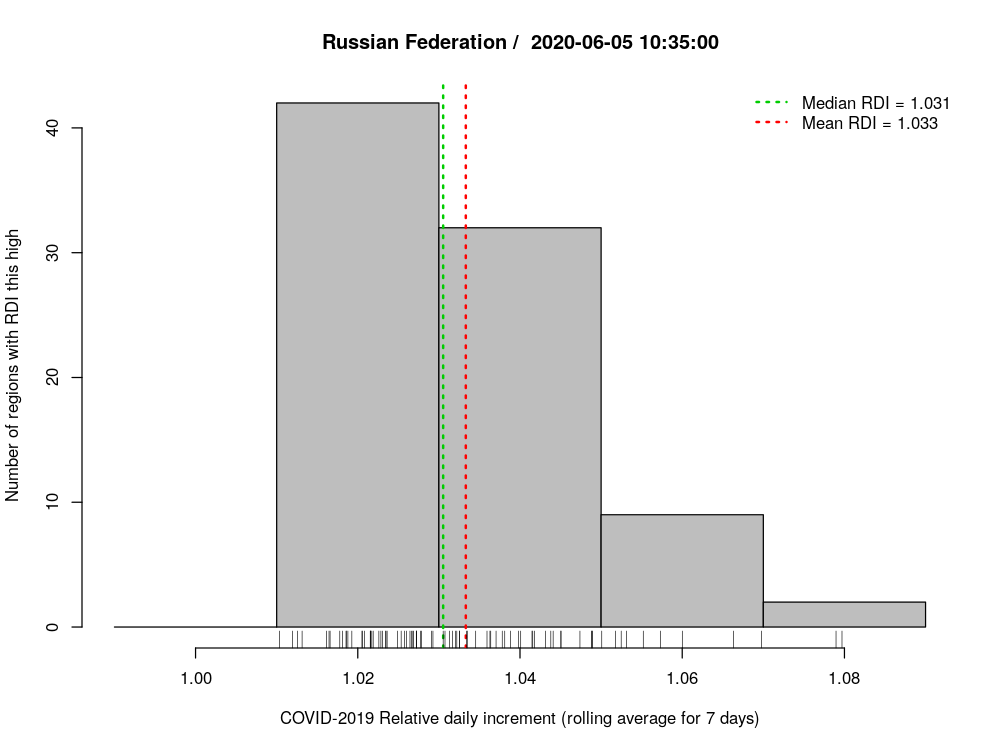 Russian Federation /  2020-06-05 10:35:00
Median RDI = 1.031
Mean RDI = 1.033
Number of regions with RDI this high
40
30
20
10
0
1.00 1.02 1.04 1.06 1.08
COVID-2019 Relative daily increment (rolling average for 7 days)